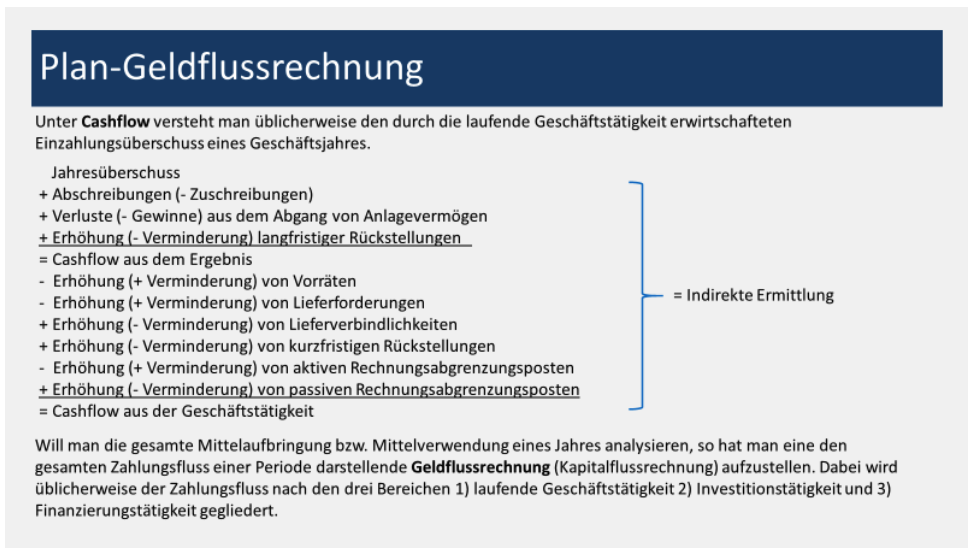 Plan-Geldflussrechnung
Unter Cashflow versteht man üblicherweise den durch die laufende Geschäftstätigkeit erwirtschafteten
Einzahlungsüberschuss eines Geschäftsjahres.
Jahresüberschuss
+ Abschreibungen (- Zuschreibungen)
+ Verluste (- Gewinne) aus dem Abgang von Anlagevermögen
+ Erhöhung (- Verminderung) langfristiger Rückstellungen
= Cashflow aus dem Ergebnis
- Erhöhung (+ Verminderung) von Vorräten
- Erhöhung (+ Verminderung) von Lieferforderungen
+ Erhöhung (- Verminderung) von Lieferverbindlichkeiten
+ Erhöhung (- Verminderung) von kurzfristigen Rückstellungen
- Erhöhung (+ Verminderung) von aktiven Rechnungsabgrenzungsposten
+ Erhöhung (- Verminderung) von passiven Rechnungsabgrenzungsposten
= Cashflow aus der Geschäftstätigkeit
= Indirekte Ermittlung
Will man die gesamte Mittelaufbringung bzw. Mittelverwendung eines Jahres analysieren, so hat man eine den
gesamten Zahlungsfluss einer Periode darstellende Geldflussrechnung (Kapitalflussrechnung) aufzustellen. Dabei wird
üblicherweise der Zahlungsfluss nach den drei Bereichen 1) laufende Geschäftstätigkeit 2) Investitionstätigkeit und 3)
Finanzierungstätigkeit gegliedert.